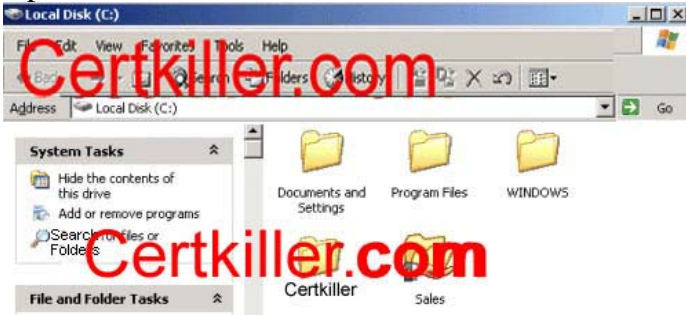 Local Disk (C:)
File Edit View Favorites Tools Help
Certkiller.com
Back Search Folders History
Address Local Disk (C:) Go
System Tasks
Hide the contents of
this drive
Add or remove programs
Search for files or
Folders
File and Folder Tasks
Documents and
Settings
Program Files
WINDOWS
Certkiller.com
Certkiller
Sales